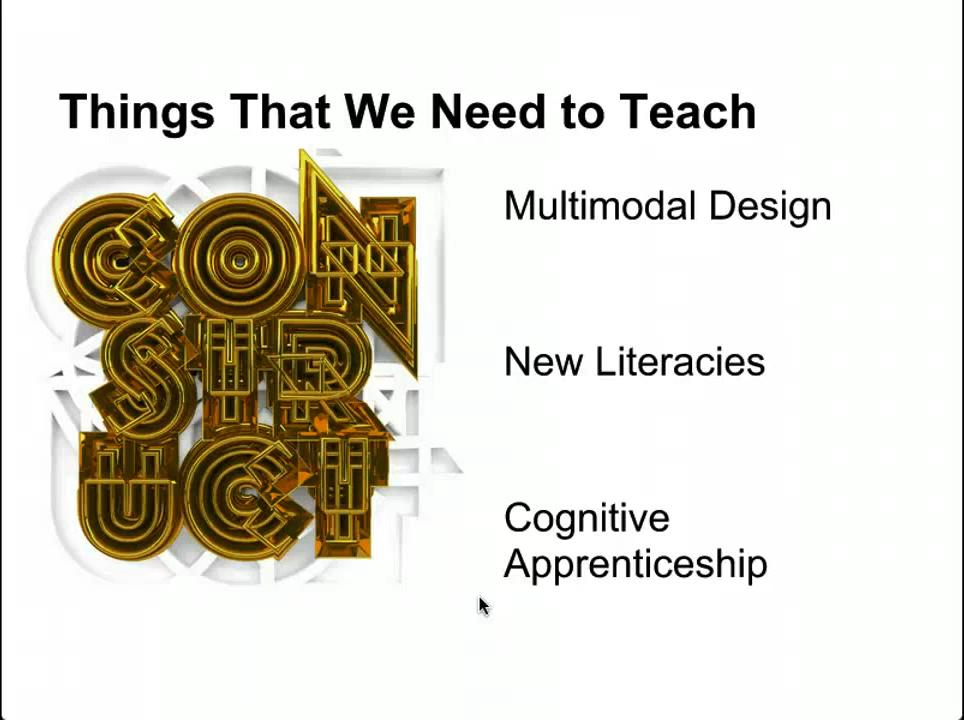 Things That We Need to Teach
CON
STR
UCT
Multimodal Design
New Literacies
Cognitive
Apprenticeship